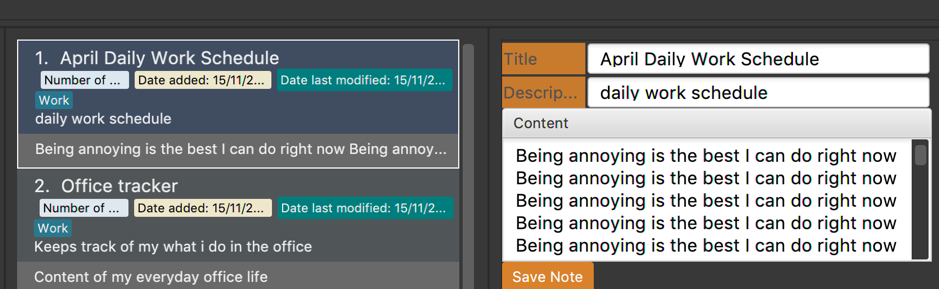 1. April Daily Work Schedule
Number of ... Date added: 15/11/2... Date last modified: 15/11/2...
Work
daily work schedule
Being annoying is the best I can do right now Being annoy...
2. Office tracker
Number of ... Date added: 15/11/2... Date last modified: 15/11/2...
Work
Keeps track of my what i do in the office
Content of my everyday office life
Title April Daily Work Schedule
Descrip... daily work schedule
Content
Being annoying is the best I can do right now
Being annoying is the best I can do right now
Being annoying is the best I can do right now
Being annoying is the best I can do right now
Being annoying is the best I can do right now
Save Note